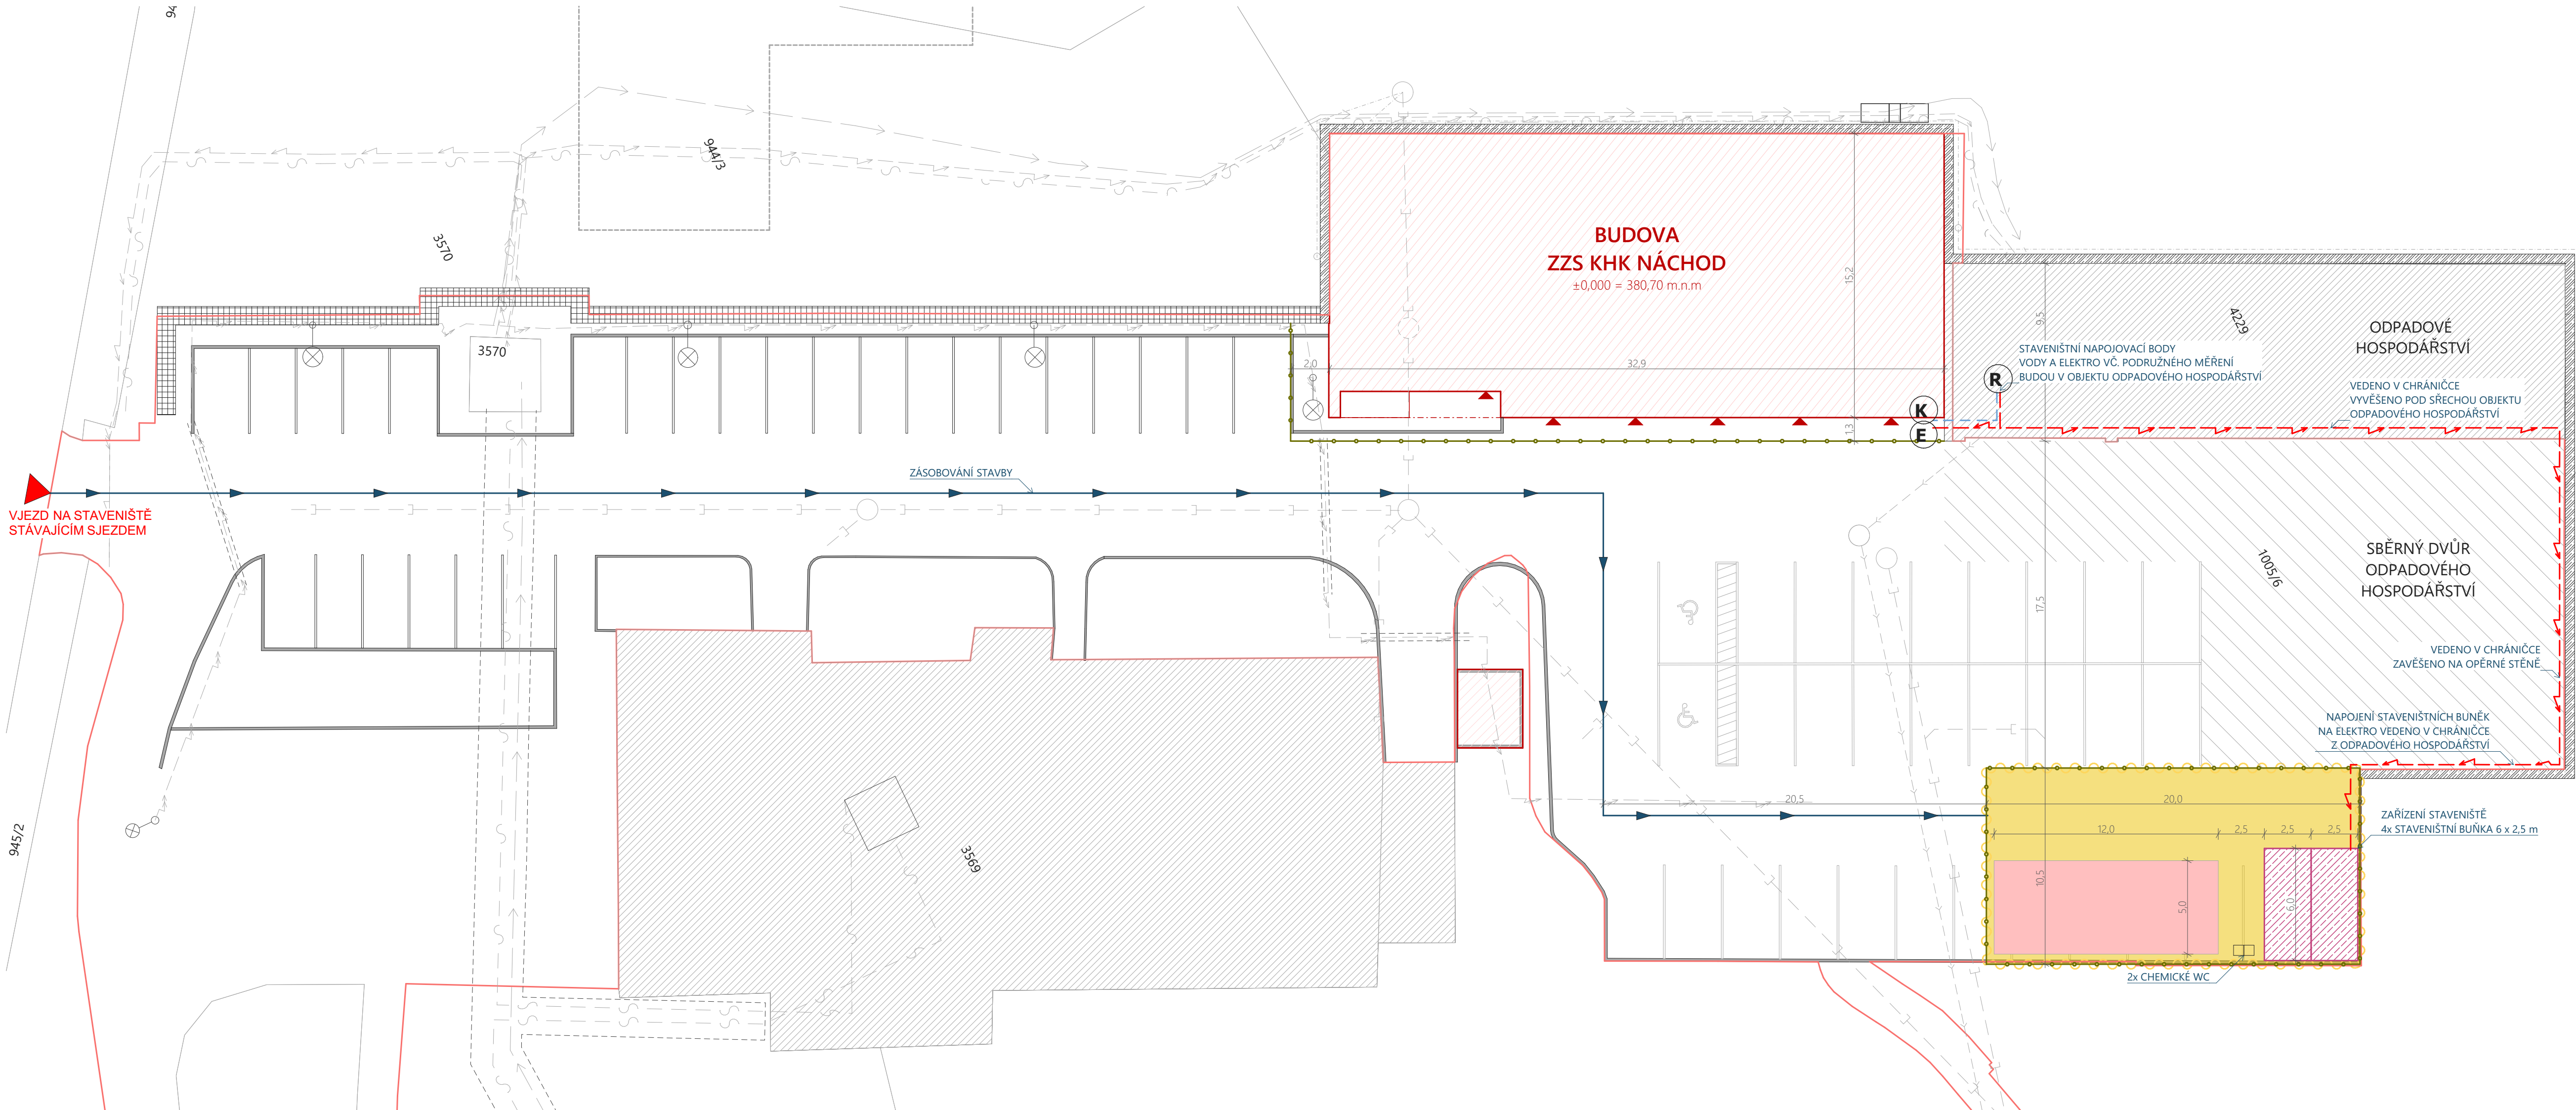 94
944/3
3570
3570
BUDOVA
ZZS KHK NÁCHOD
±0,000 = 380,70 m.n.m
15,2
2,0
32,9
1,3
9,5
4229
ODPADOVÉ
HOSPODÁŘSTVÍ
STAVENIŠTNÍ NAPOJOVACÍ BODY
VODY A ELEKTRO VČ. PODRUŽNÉHO MĚŘENÍ
BUDOU V OBJEKTU ODPADOVÉHO HOSPODÁŘSTVÍ
R
K
E
VEDENO V CHRÁNIČCE
VYVĚŠENO POD SŘECHOU OBJEKTU
ODPADOVÉHO HOSPODÁŘSTVÍ
ZÁSOBOVÁNÍ STAVBY
VJEZD NA STAVENIŠTĚ
STÁVAJÍCÍM SJEZDEM
SBĚRNÝ DVŮR
ODPADOVÉHO
HOSPODÁŘSTVÍ
1005/6
17,5
VEDENO V CHRÁNIČCE
ZAVĚŠENO NA OPĚRNÉ STĚNĚ
NAPOJENÍ STAVENIŠTNÍCH BUNĚK
NA ELEKTRO VEDENO V CHRÁNIČCE
Z ODPADOVÉHO HOSPODÁŘSTVÍ
20,5
20,0
12,0
2,5
2,5
2,5
ZAŘÍZENÍ STAVENIŠTĚ
4x STAVENIŠTNÍ BUŇKA 6 x 2,5 m
945/2
3569
10,5
5,0
6,0
2x CHEMICKÉ WC